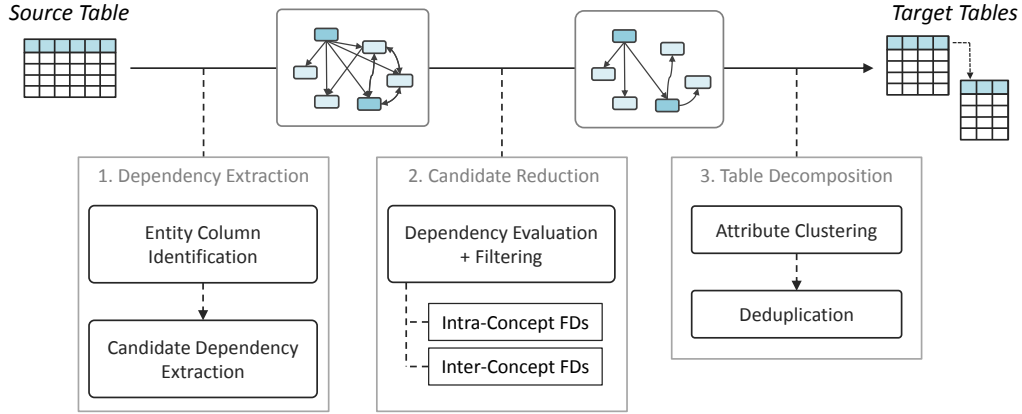 Source Table
Target Tables
1. Dependency Extraction
Entity Column
Identification
Candidate Dependency
Extraction
2. Candidate Reduction
Dependency Evaluation
+ Filtering
Intra-Concept FDs
Inter-Concept FDs
3. Table Decomposition
Attribute Clustering
Deduplication